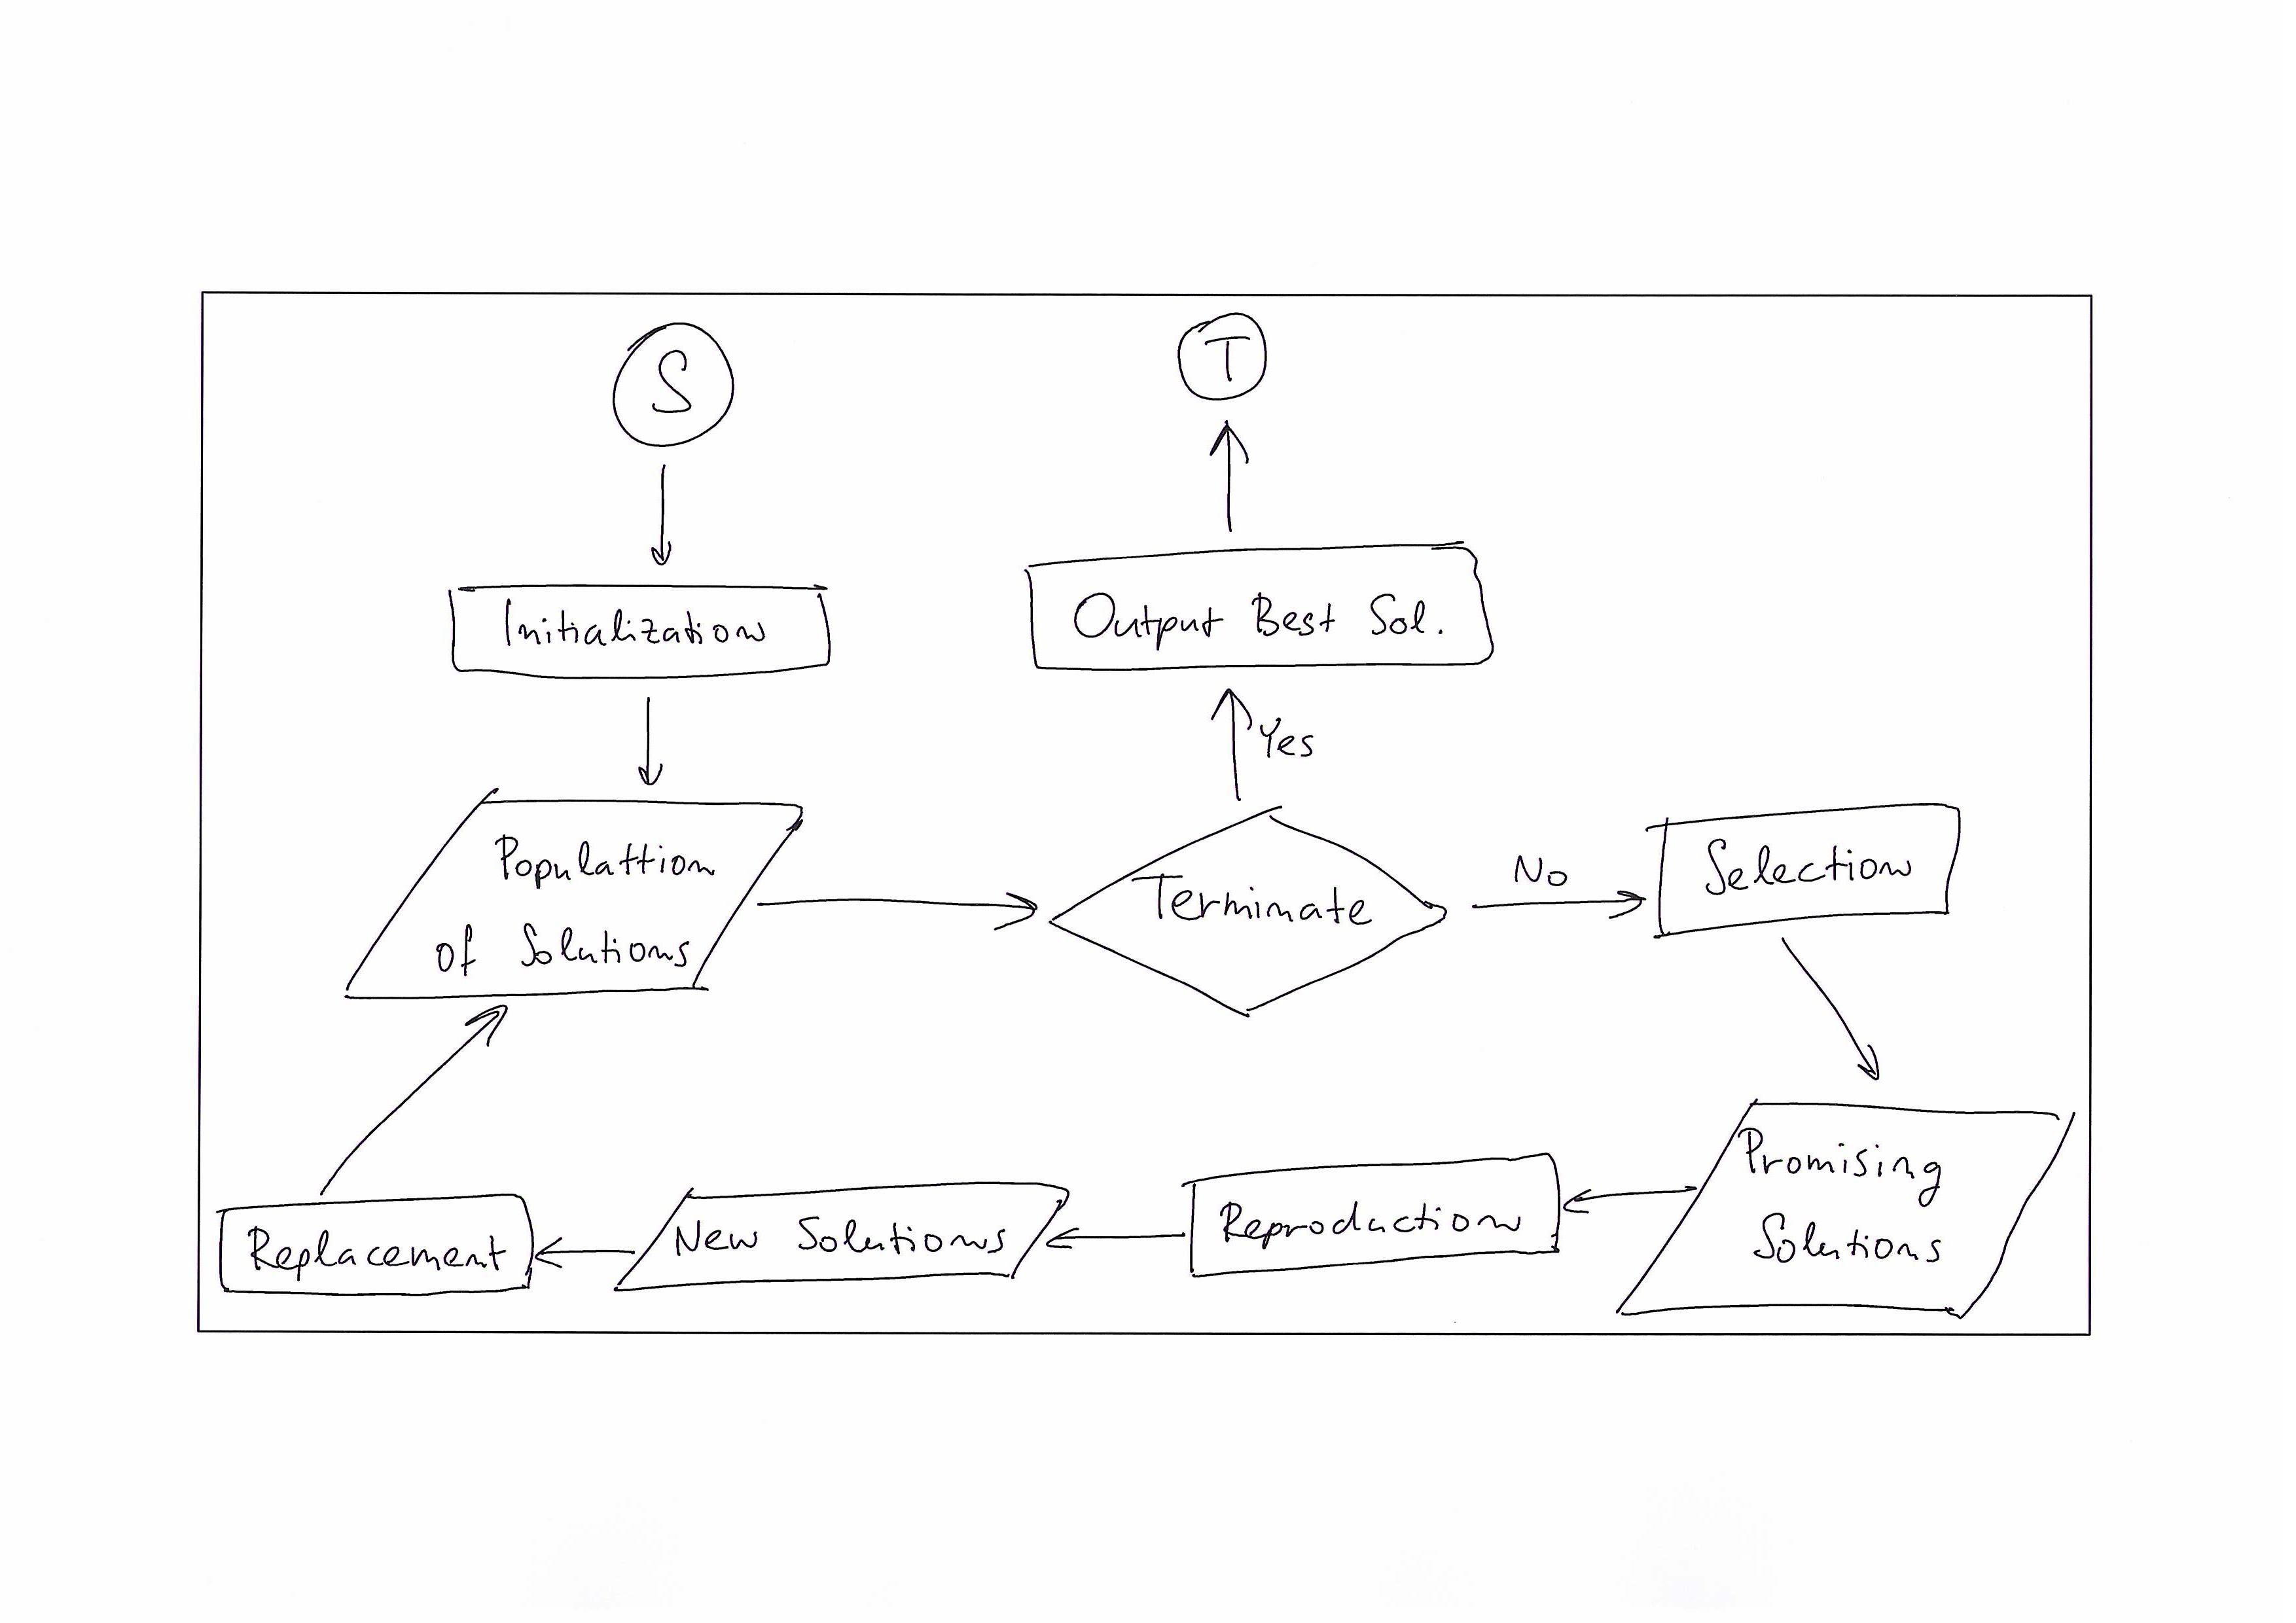 S
T
Initialization
Output Best Sol.
Yes
Populattion
of Solutions
Terminate
No
Selection
Promising
Solutions
Reproduction
New Solutions
Replacement